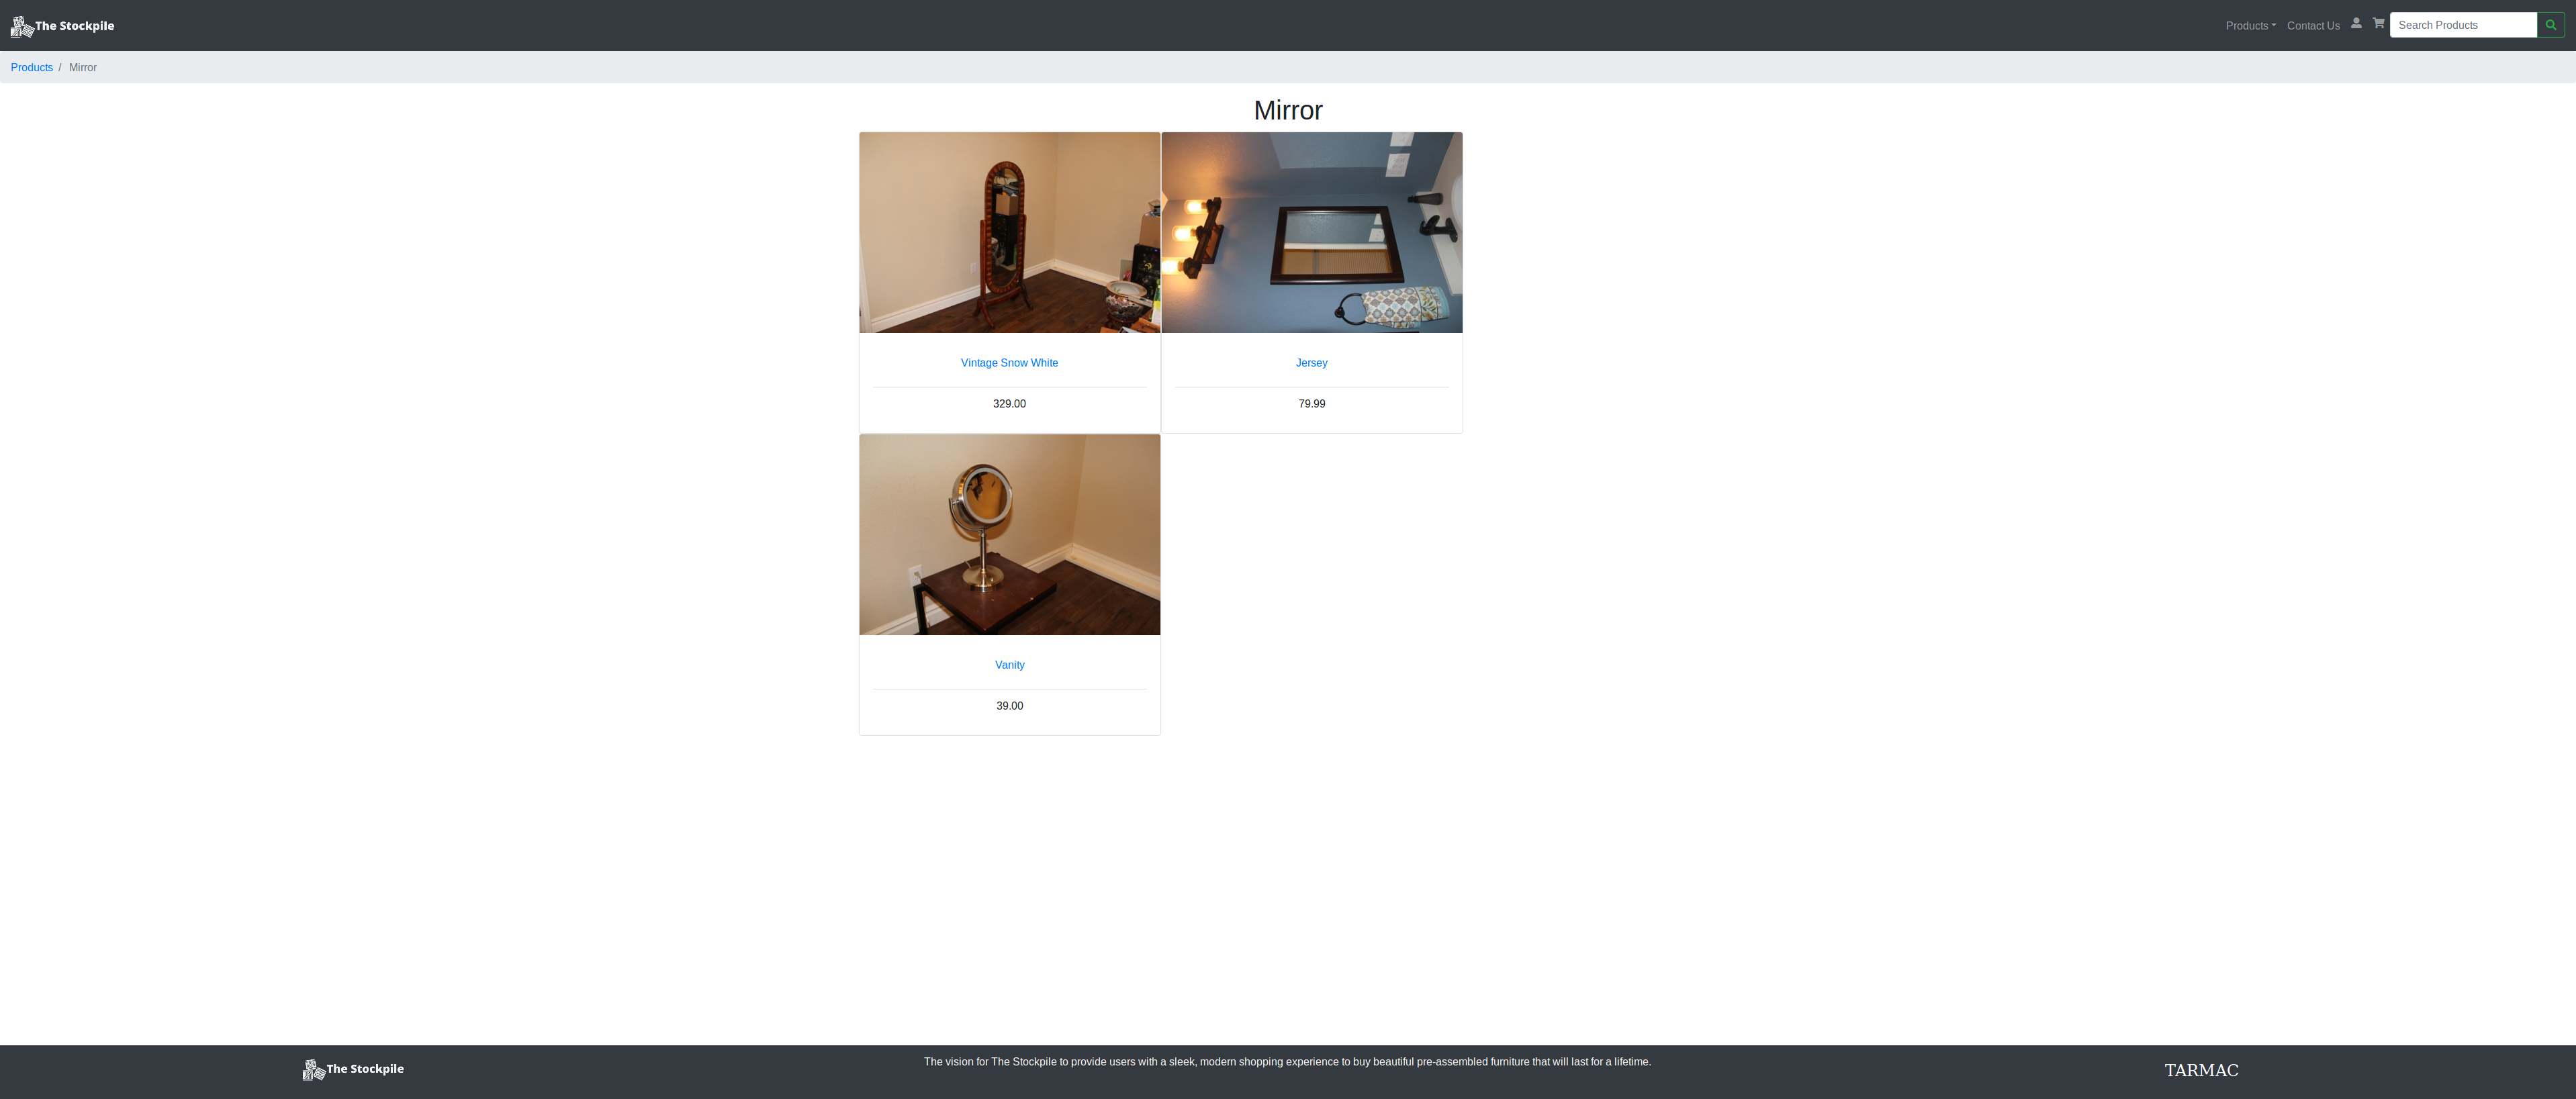 The Stockpile
Products
Contact Us
Search Products
Products / Mirror
Mirror
Vintage Snow White
329.00
Jersey
79.99
Vanity
39.00
The Stockpile
The vision for The Stockpile to provide users with a sleek, modern shopping experience to buy beautiful pre-assembled furniture that will last for a lifetime.
TARMAC